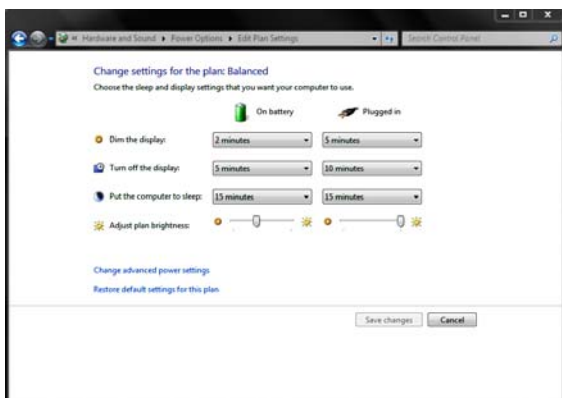 « Hardware and Sound ▸ Power Options ▸ Edit Plan Settings
Search Control Panel
Change settings for the plan: Balanced
Choose the sleep and display settings that you want your computer to use.
On battery Plugged in
Dim the display: 2 minutes 5 minutes
Turn off the display: 5 minutes 10 minutes
Put the computer to sleep: 15 minutes 15 minutes
Adjust plan brightness:
Change advanced power settings
Restore default settings for this plan
Save changes Cancel